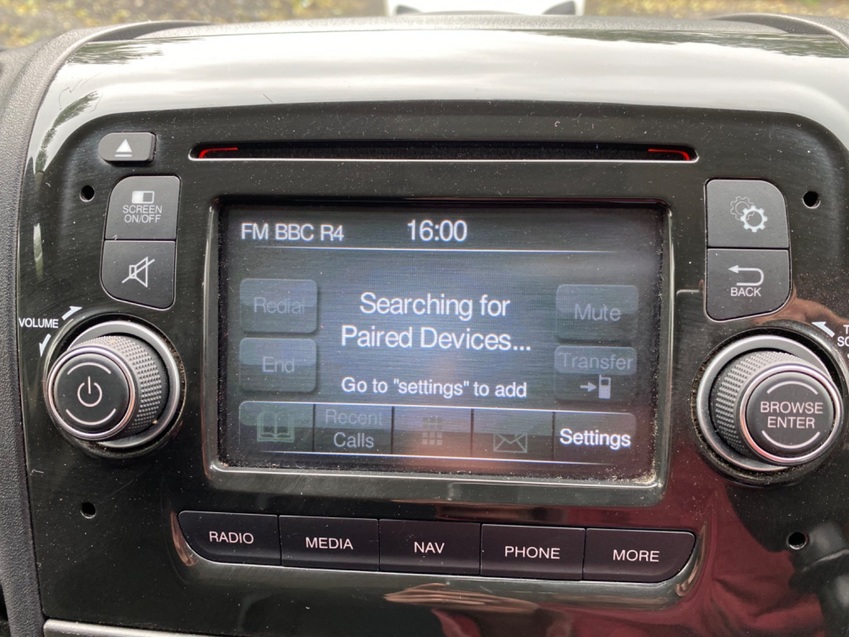 SCREEN
ON/OFF
FM BBC R4 16:00
BACK
VOLUME
Redial
Searching for
Paired Devices...
Mute
End
Transfer
Go to "settings" to add
BROWSE
ENTER
Recent
Calls
Settings
RADIO
MEDIA
NAV
PHONE
MORE